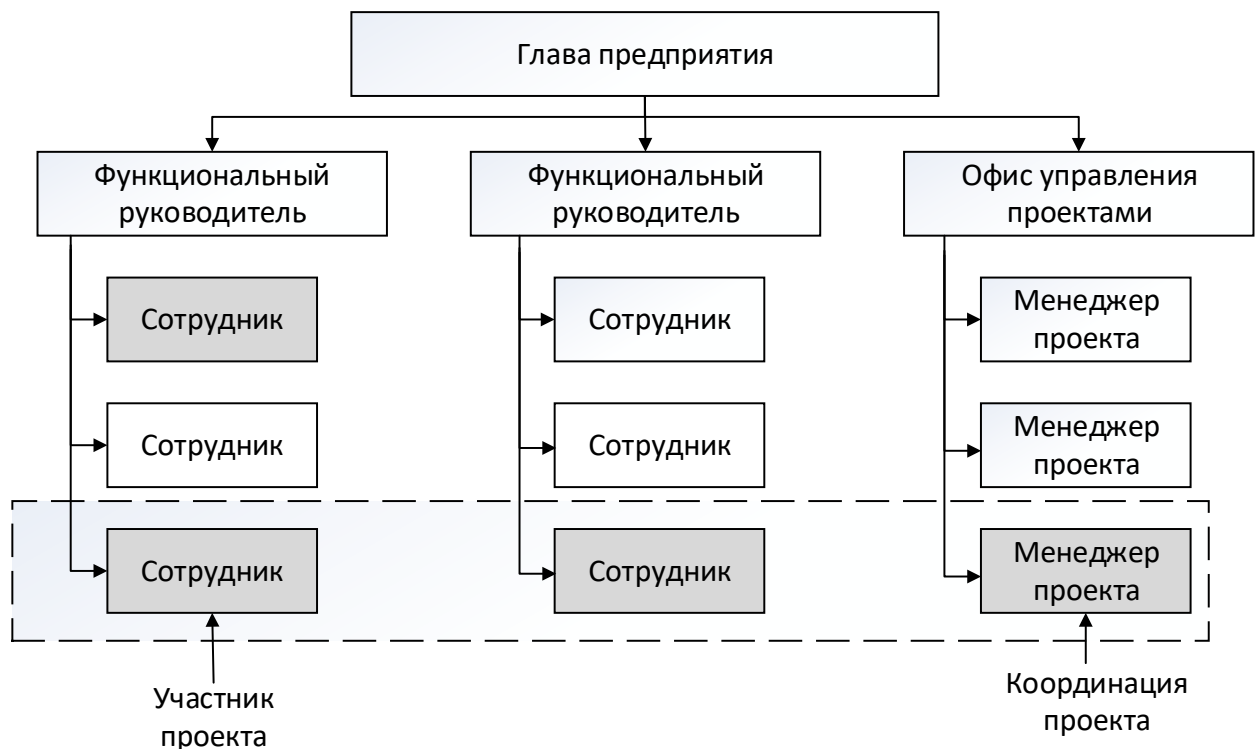 Глава предприятия
Функциональный
руководитель
Функциональный
руководитель
Офис управления
проектами
Сотрудник
Сотрудник
Менеджер
проекта
Сотрудник
Сотрудник
Менеджер
проекта
Сотрудник
Сотрудник
Менеджер
проекта
Участник
проекта
Координация
проекта